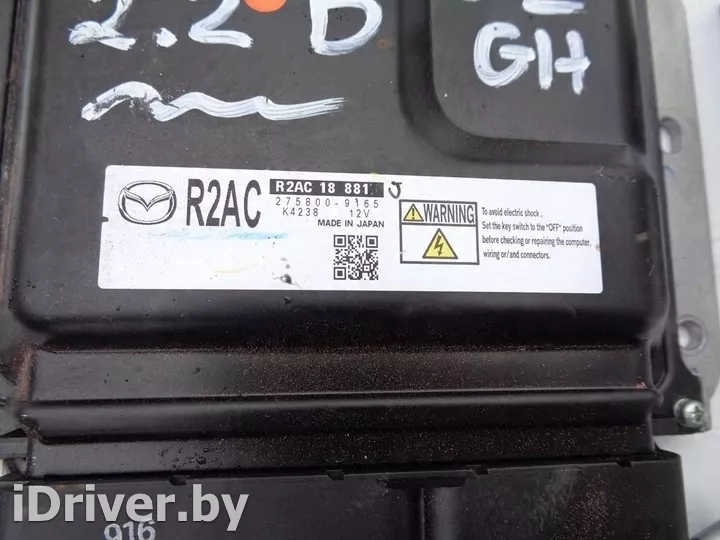 2.2 D
GH
R2AC
R2AC 18 881 J
275800-9165
K4238 12V
MADE IN JAPAN
WARNING
To avoid electric shock ;
Set the key switch to the "OFF" position
before checking or repairing the computer,
wiring or/and connectors.
iDriver.by
916